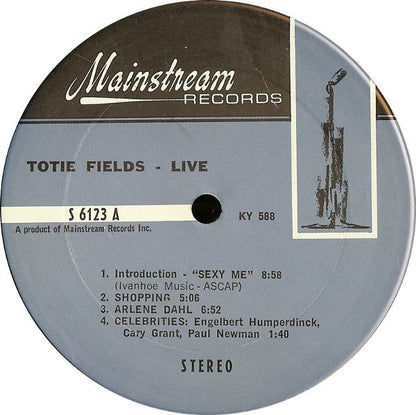 Mainstream
RECORDS
TOTIE FIELDS - LIVE
S 6123 A
KY 588
A product of Mainstream Records Inc.
1. Introduction - "SEXY ME" 8:58
(Ivanhoe Music - ASCAP)
2. SHOPPING 5:06
3. ARLENE DAHL 6:52
4. CELEBRITIES: Engelbert Humperdinck,
Cary Grant, Paul Newman 1:40
STEREO